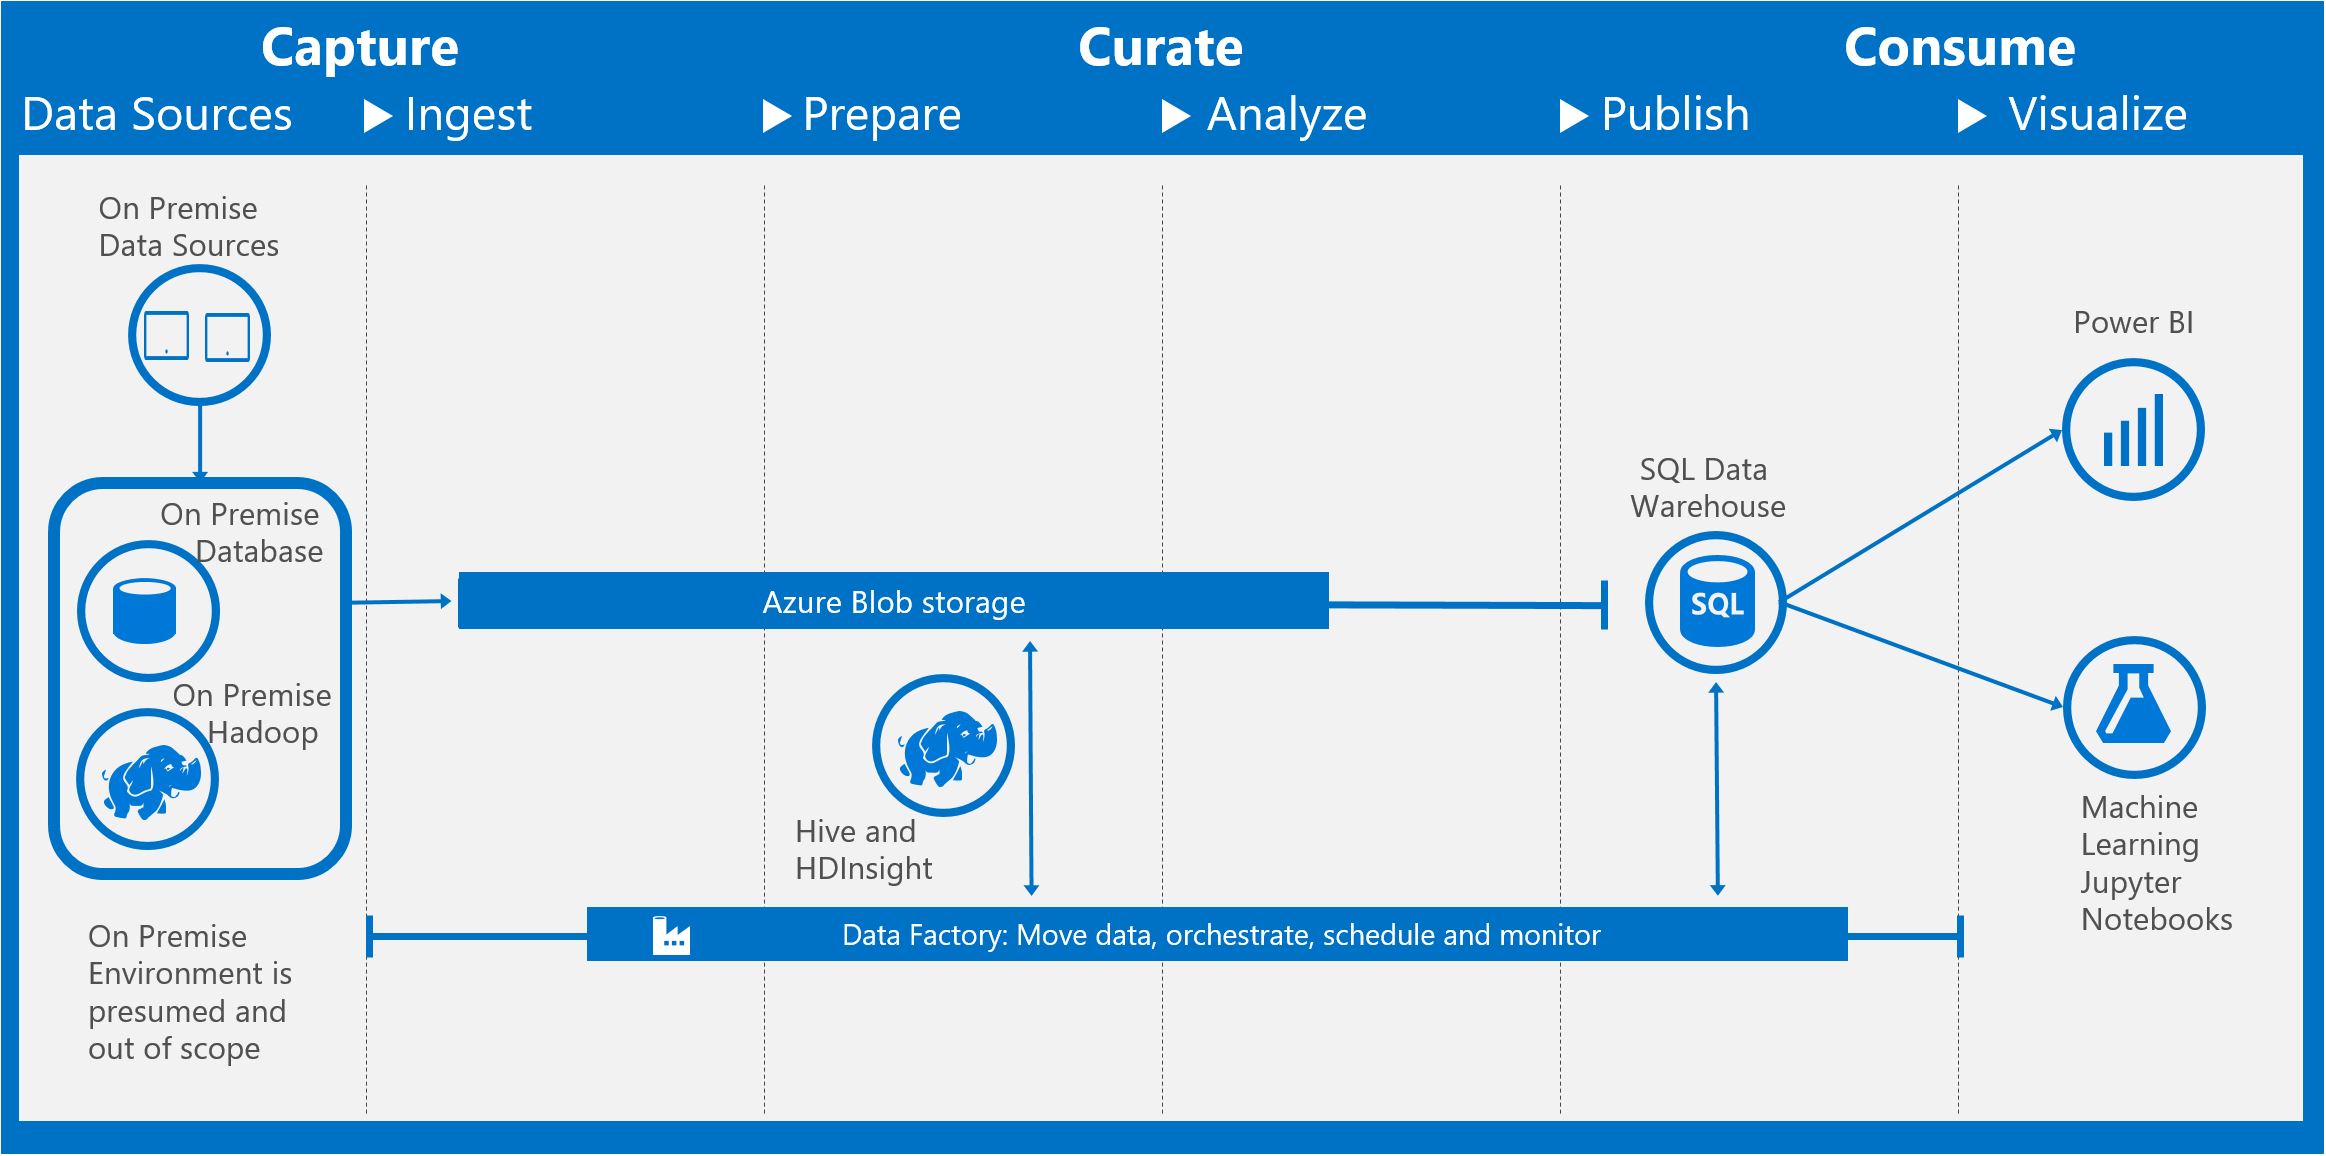 Capture
Curate
Consume
Data Sources
Ingest
Prepare
Analyze
Publish
Visualize
On Premise
Data Sources
On Premise
Database
On Premise
Hadoop
On Premise
Environment is
presumed and
out of scope
Azure Blob storage
Hive and
HDInsight
Data Factory: Move data, orchestrate, schedule and monitor
SQL Data
Warehouse
SQL
Power BI
Machine
Learning
Jupyter
Notebooks